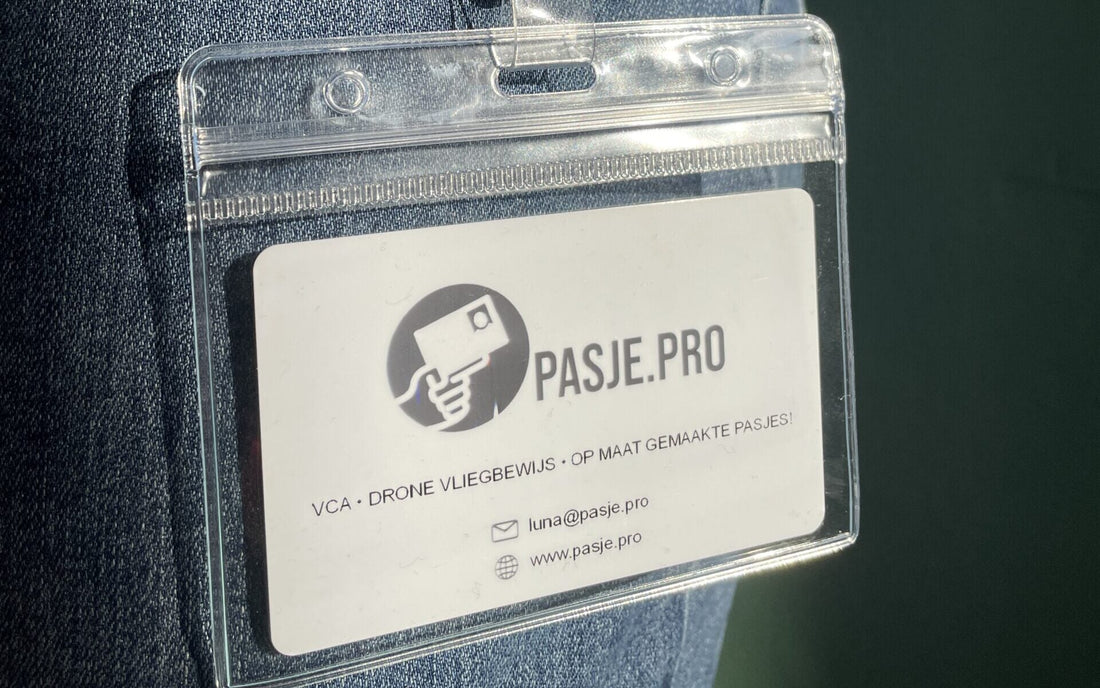 PASJE.PRO
VCA • DRONE VLIEGBEWIJS • OP MAAT GEMAAKTE PASJES!
luna@pasje.pro
www.pasje.pro